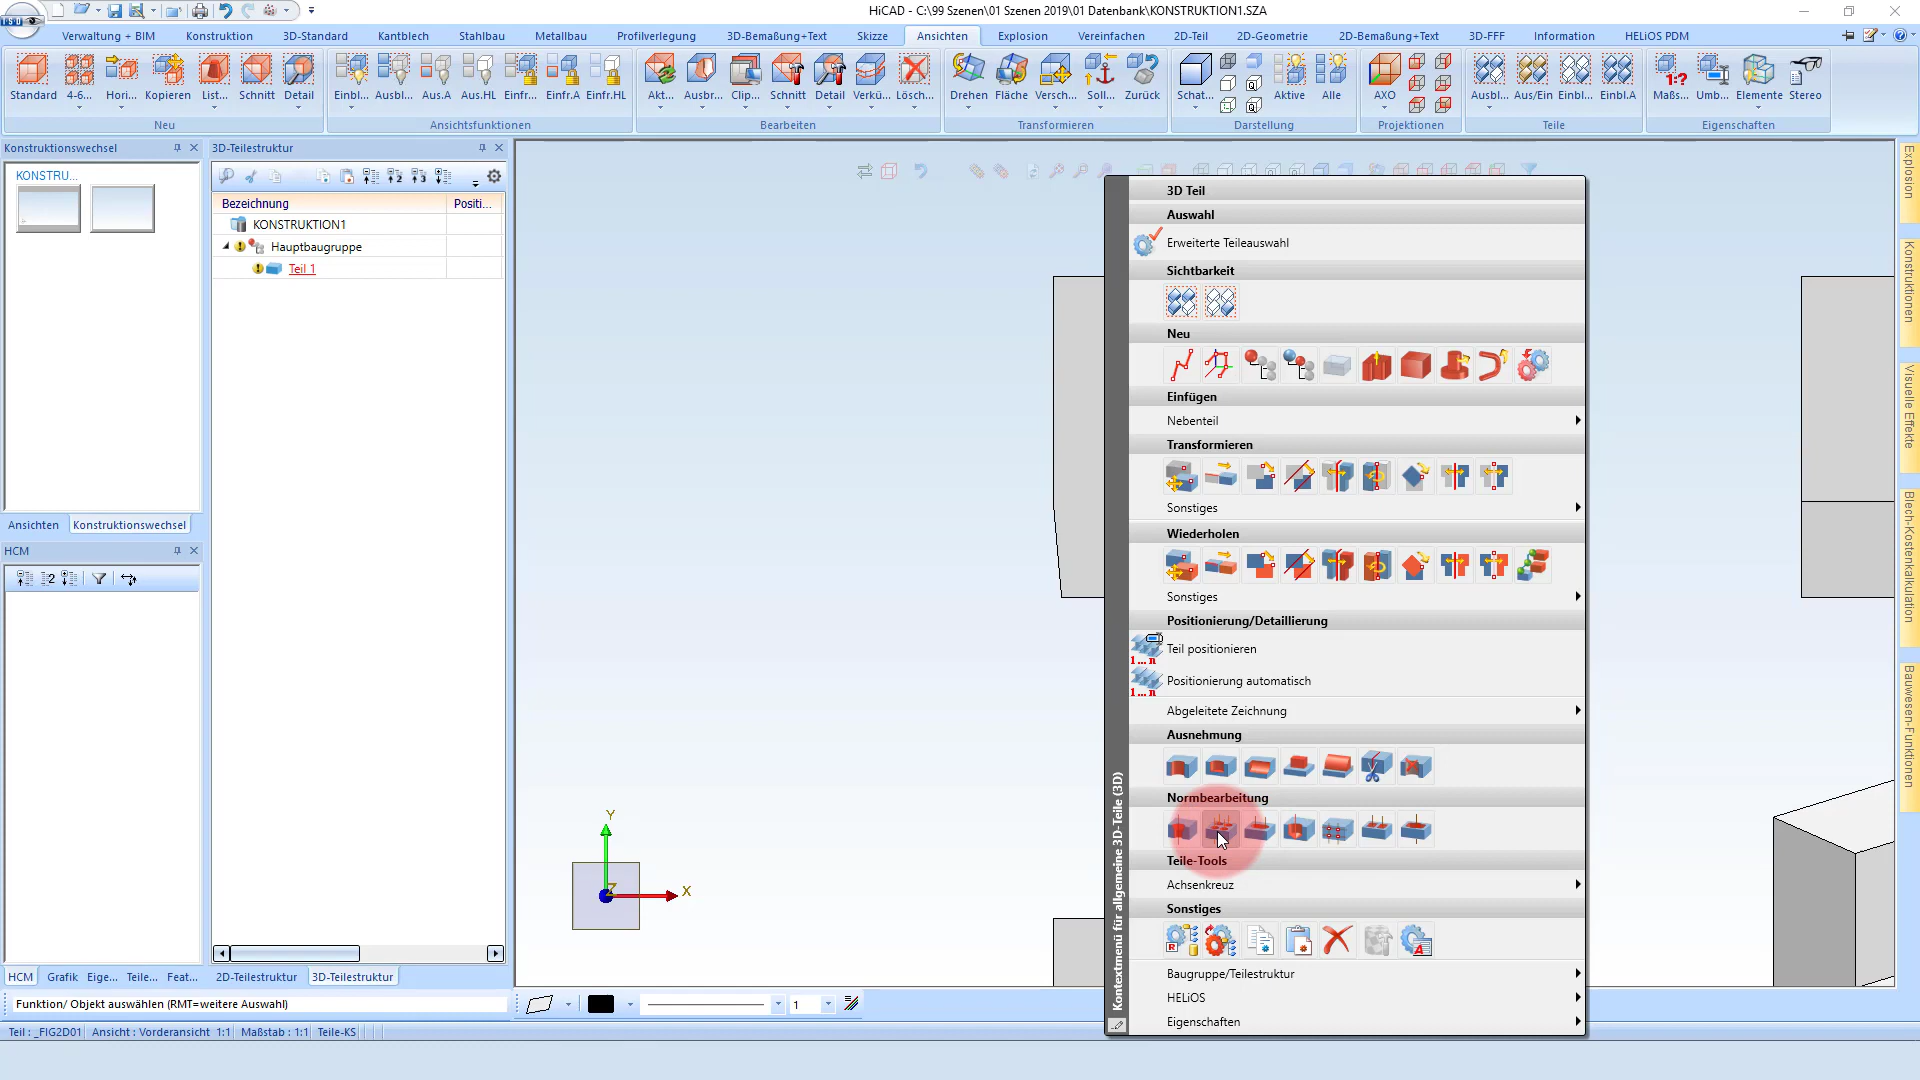 HiCAD - C:\99 Szenen\01 Szenen 2019\01 Datenbank\KONSTRUKTION1.SZA
ISD
Verwaltung + BIM Konstruktion 3D-Standard Kantblech Stahlbau Metallbau Profilverlegung 3D-Bemaßung+Text Skizze Ansichten Explosion Vereinfachen 2D-Teil 2D-Geometrie 2D-Bemaßung+Text 3D-FFF Information HELiOS PDM
Standard 4-6... Hori... Kopieren List... Schnitt Detail Einbl... Ausbl... Aus.A Aus.HL Einfr... Einfr.A Einfr.HL Akt... Ausbr... Clip... Schnitt Detail Verkü... Lösch... Drehen Fläche Versch... Soll... Zurück Schat... Aktive Alle AXO Ausbl... Aus/Ein Einbl... Einbl.A Maßs... Umb... Elemente Stereo
Neu Ansichtsfunktionen Bearbeiten Transformieren Darstellung Projektionen Teile Eigenschaften
Konstruktionswechsel
KONSTRU...
Ansichten Konstruktionswechsel
HCM
HCM Grafik Eige... Teile... Feat...
3D-Teilestruktur
Bezeichnung Positi...
KONSTRUKTION1
Hauptbaugruppe
Teil 1
2D-Teilestruktur 3D-Teilestruktur
Y
X
Z
3D Teil
Auswahl
Erweiterte Teileauswahl
Sichtbarkeit
Neu
Einfügen
Nebenteil
Transformieren
Sonstiges
Wiederholen
Sonstiges
Positionierung/Detaillierung
Teil positionieren
Positionierung automatisch
Abgeleitete Zeichnung
Ausnehmung
Normbearbeitung
Teile-Tools
Achsenkreuz
Sonstiges
Baugruppe/Teilestruktur
HELiOS
Eigenschaften
Kontextmenü für allgemeine 3D-Teile (3D)
Explosion
Konstruktionen
Visuelle Effekte
Blech-Kostenkalkulation
Bauwesen-Funktionen
Funktion/ Objekt auswählen (RMT=weitere Auswahl)
1
Teil : _FIG2D01 Ansicht : Vorderansicht 1:1 Maßstab : 1:1 Teile-KS